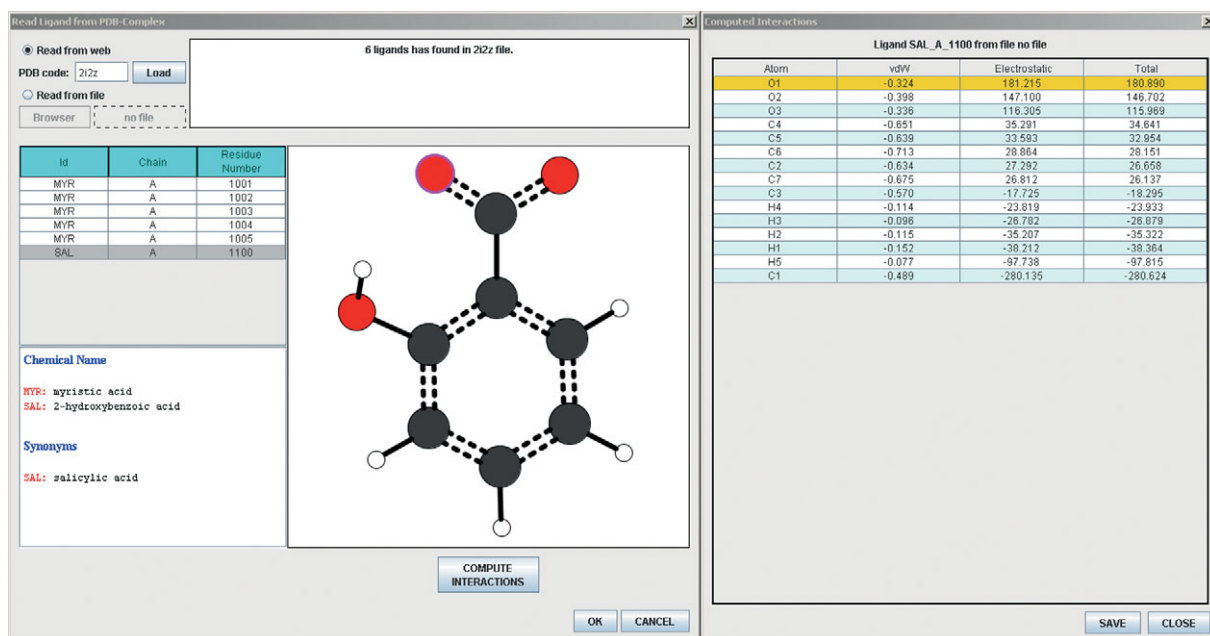 Read Ligand from PDB-Complex
Read from web
PDB code: 2i2z Load
Read from file
Browser no file
6 ligands has found in 2i2z file.
Id Chain Residue Number
MYR A 1001
MYR A 1002
MYR A 1003
MYR A 1004
MYR A 1005
SAL A 1100
Chemical Name
MYR: myristic acid
SAL: 2-hydroxybenzoic acid
Synonyms
SAL: salicylic acid
COMPUTE
INTERACTIONS
OK CANCEL
Computed Interactions
Ligand SAL_A_1100 from file no file
Atom vdW Electrostatic Total
O1 -0.324 181.215 180.890
O2 -0.398 147.100 146.702
O3 -0.336 116.305 115.969
C4 -0.651 35.291 34.641
C5 -0.639 33.593 32.954
C6 -0.713 28.864 28.151
C2 -0.634 27.292 26.658
C7 -0.675 26.812 26.137
C3 -0.570 -17.725 -18.295
H4 -0.114 -23.819 -23.933
H3 -0.096 -26.782 -26.879
H2 -0.115 -35.207 -35.322
H1 -0.152 -38.212 -38.364
H5 -0.077 -97.738 -97.815
C1 -0.489 -280.135 -280.624
SAVE CLOSE